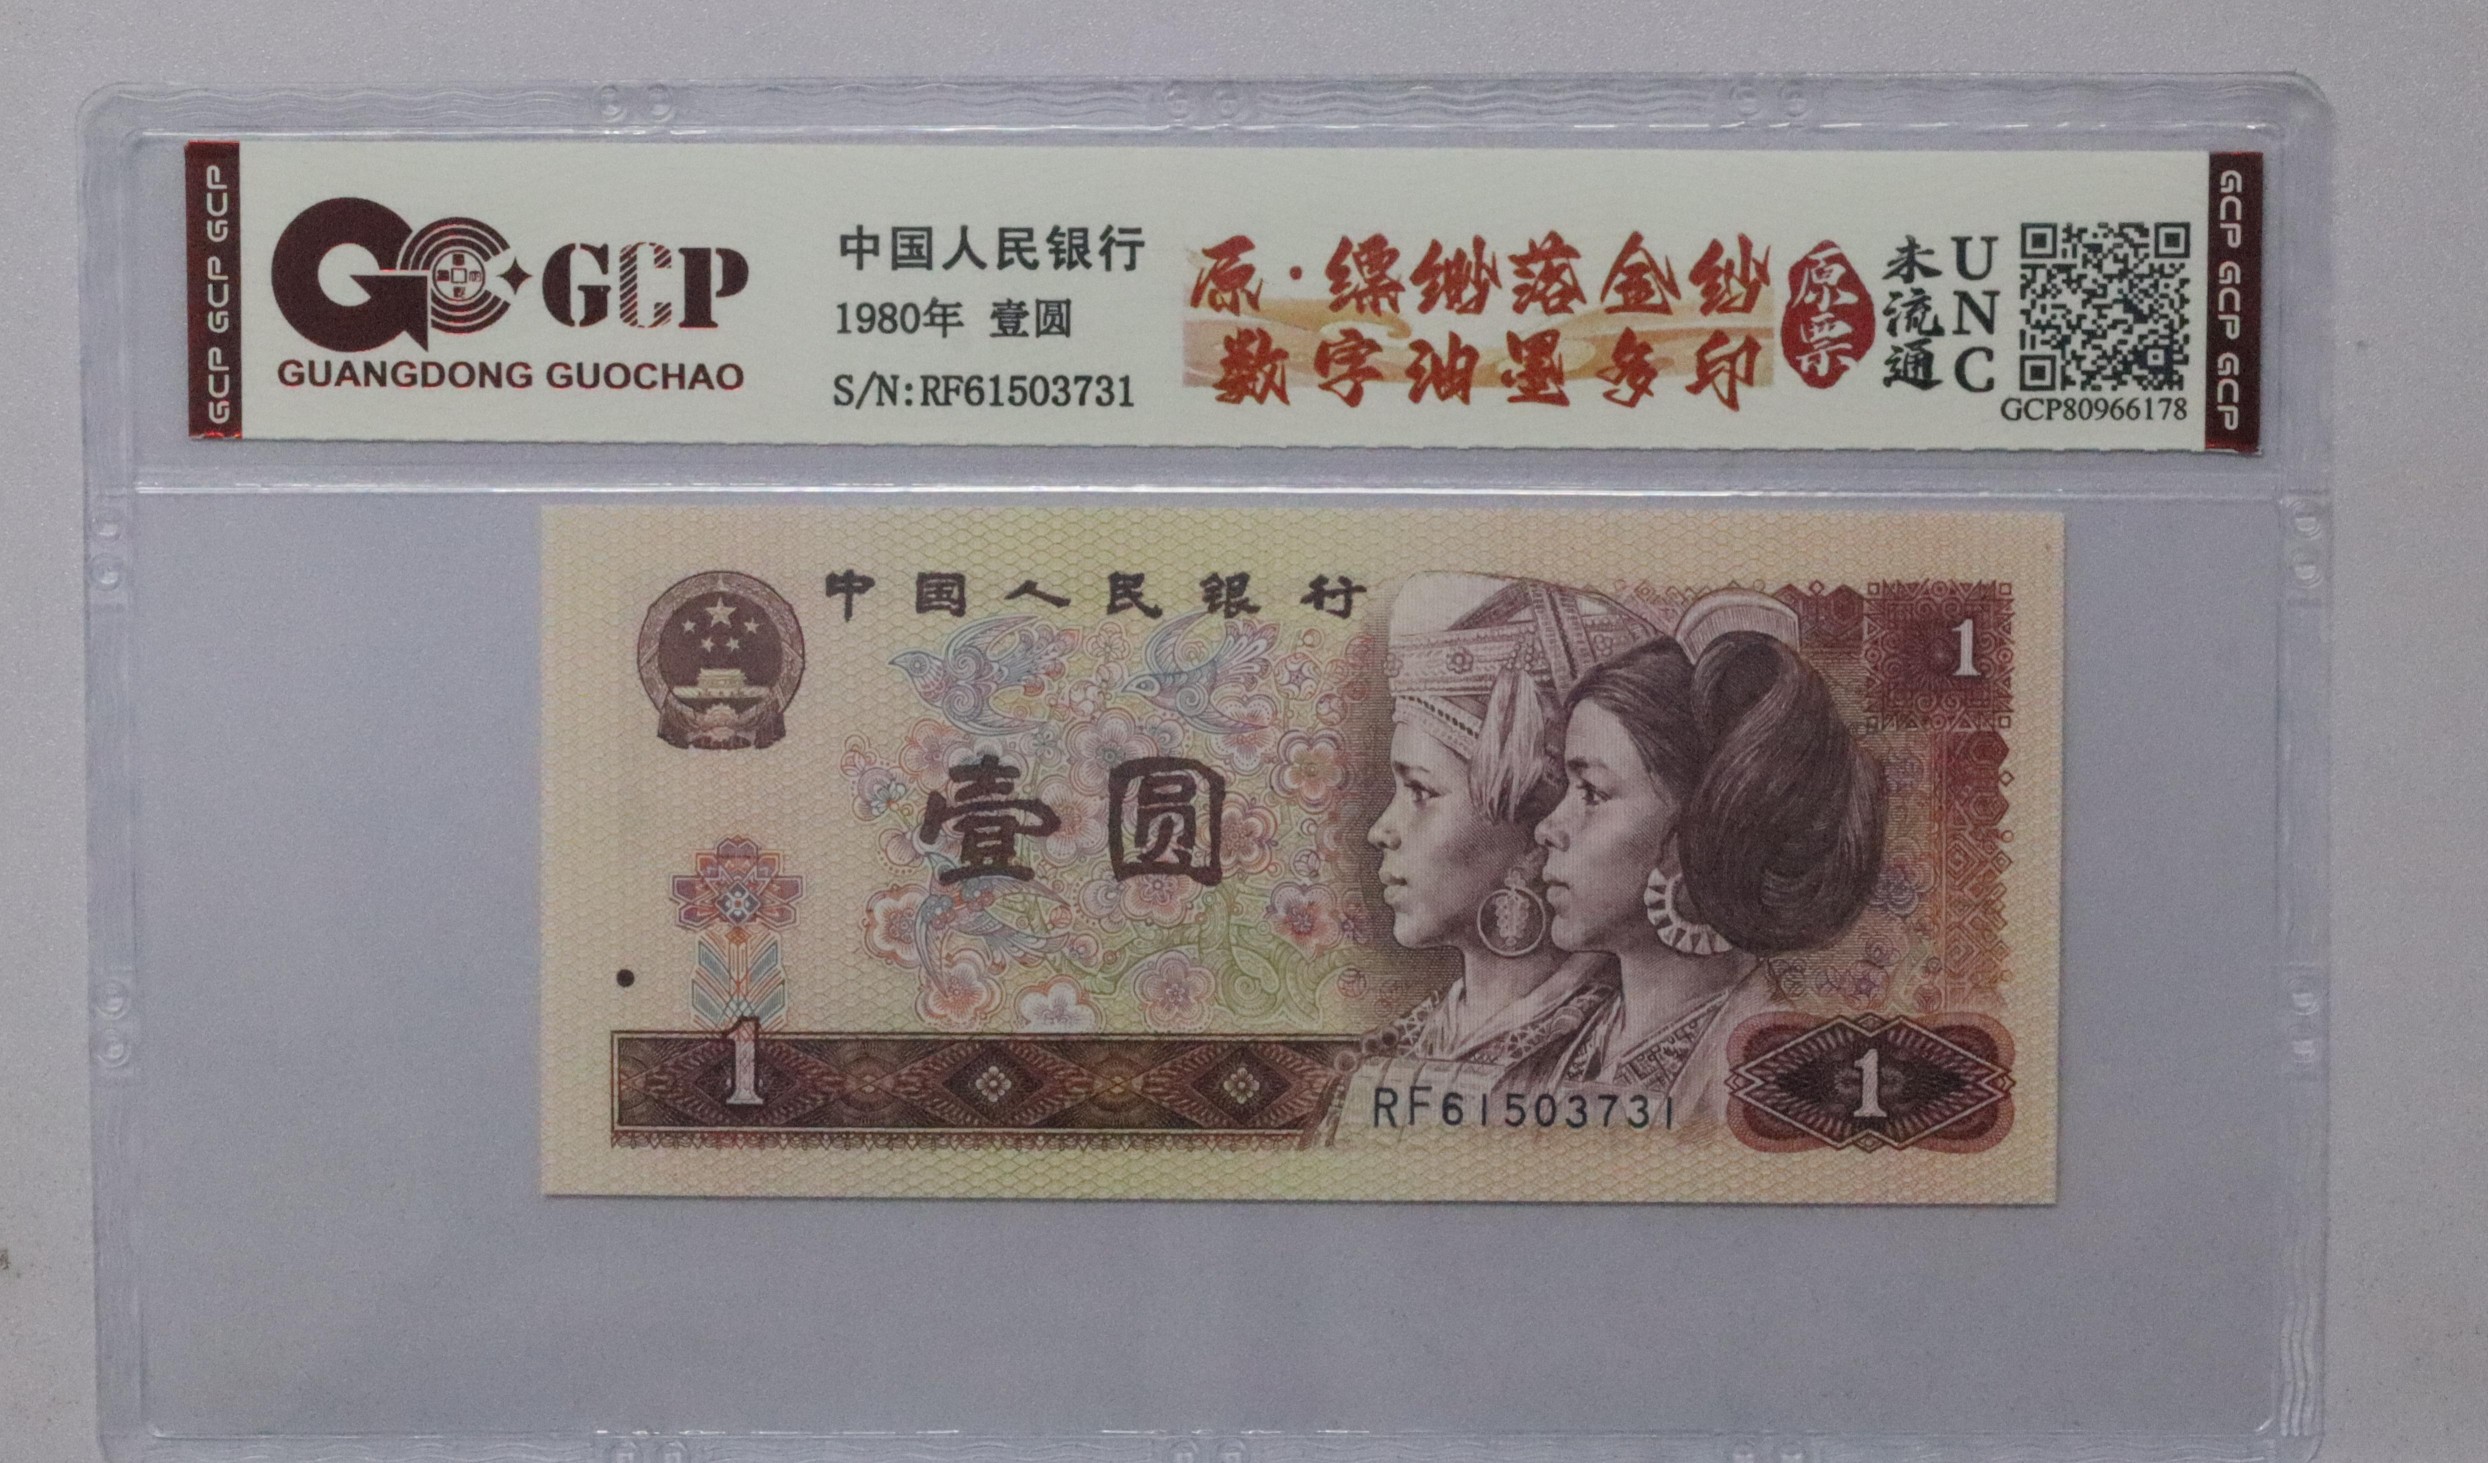 GCP GCP GCP
GCP
GUANGDONG GUOCHAO
中国人民银行
1980年 壹圆
S/N:RF61503731
原·缥缈落金纱
数字油墨多印
原票
未流通
UNC
GCP80966178
GCP GCP GCP
中国人民银行
1
壹圆
1
RF61503731
1